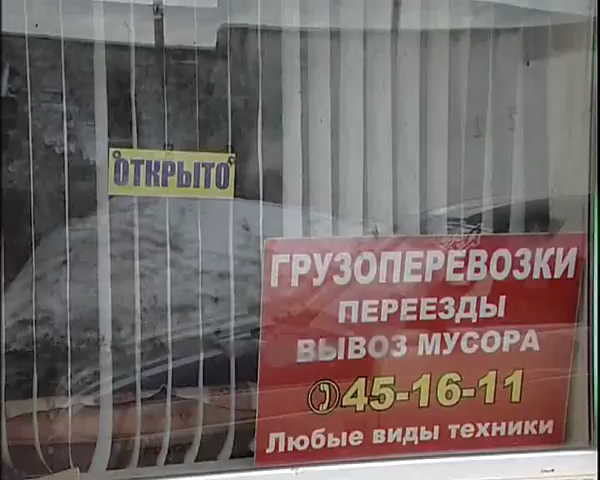 ОТКРЫТО
ГРУЗОПЕРЕВОЗКИ
ПЕРЕЕЗДЫ
ВЫВОЗ МУСОРА
45-16-11
Любые виды техники